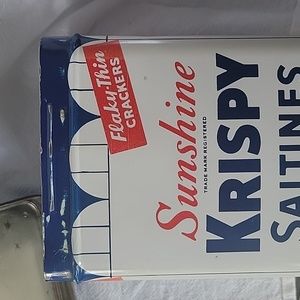 Flaky-Thin
CRACKERS
Sunshine
TRADE MARK REGISTERED
KRISPY
SALTINES